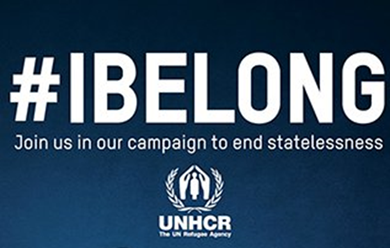 #IBELONG
Join us in our campaign to end statelessness
UNHCR
The UN Refugee Agency